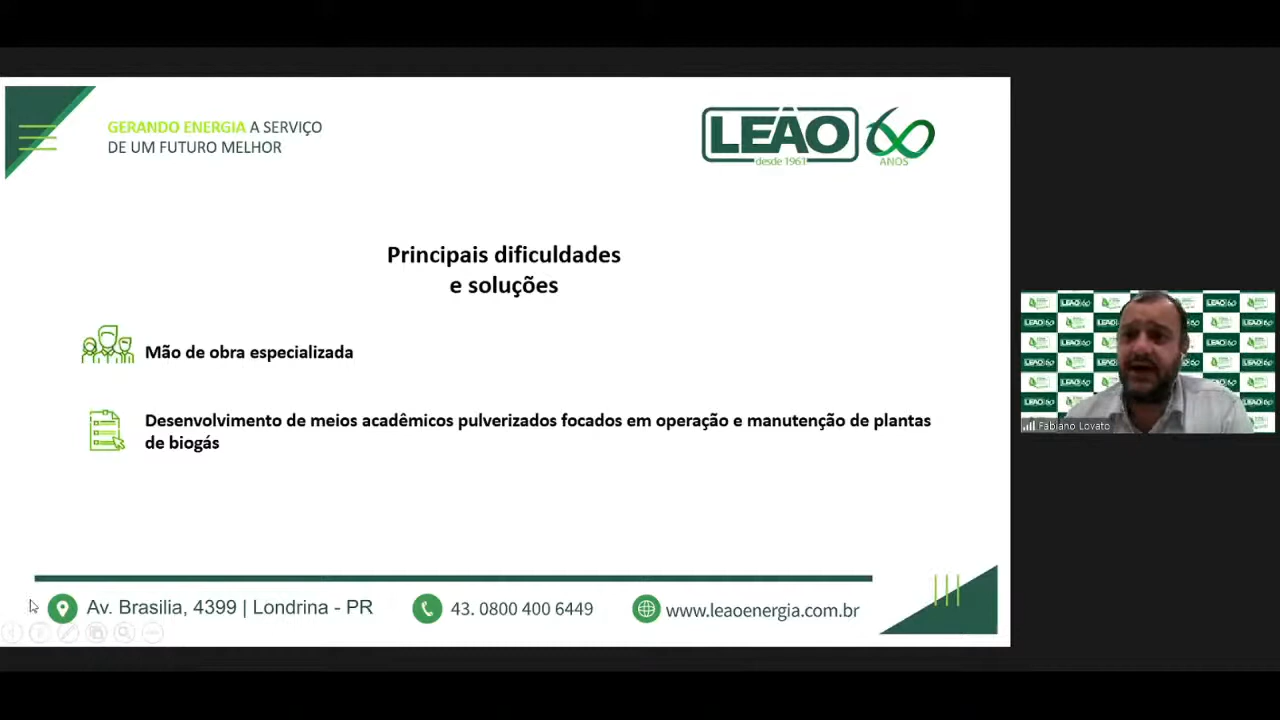 GERANDO ENERGIA A SERVIÇO
DE UM FUTURO MELHOR
LEÃO
desde 1961
60
ANOS
Principais dificuldades
e soluções
Mão de obra especializada
Desenvolvimento de meios acadêmicos pulverizados focados em operação e manutenção de plantas
de biogás
Av. Brasilia, 4399 | Londrina - PR
43. 0800 400 6449
www.leaoenergia.com.br
Fabiano Lovato